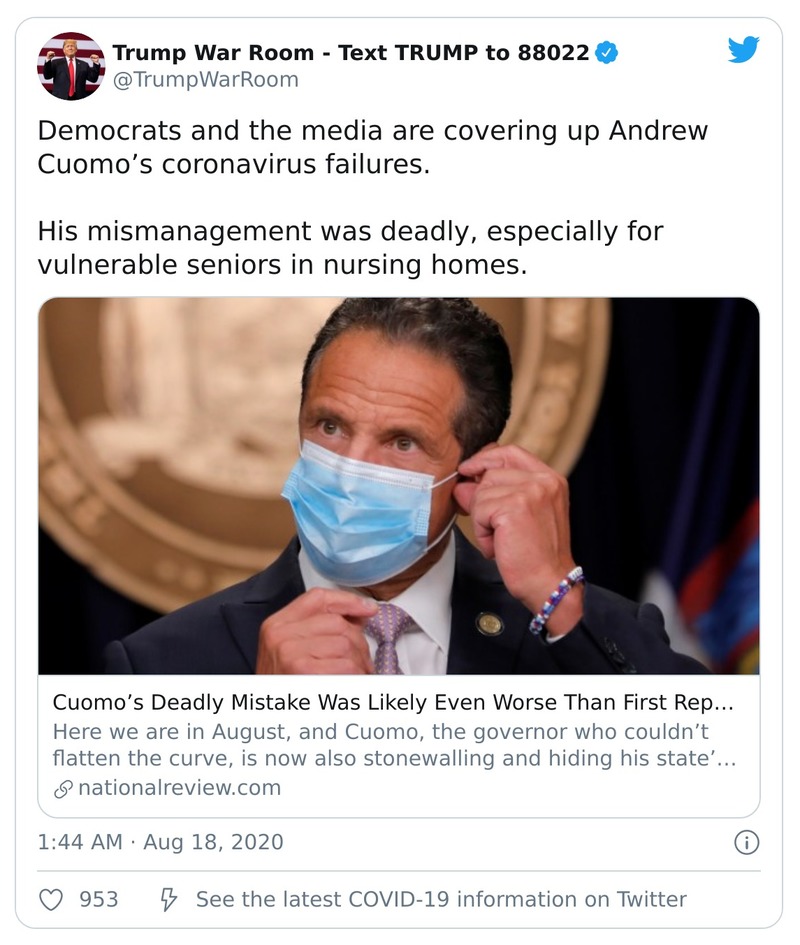 Trump War Room - Text TRUMP to 88022
@TrumpWarRoom
Democrats and the media are covering up Andrew
Cuomo’s coronavirus failures.
His mismanagement was deadly, especially for
vulnerable seniors in nursing homes.
Cuomo’s Deadly Mistake Was Likely Even Worse Than First Rep…
Here we are in August, and Cuomo, the governor who couldn’t
flatten the curve, is now also stonewalling and hiding his state’…
nationalreview.com
1:44 AM · Aug 18, 2020
953
See the latest COVID-19 information on Twitter